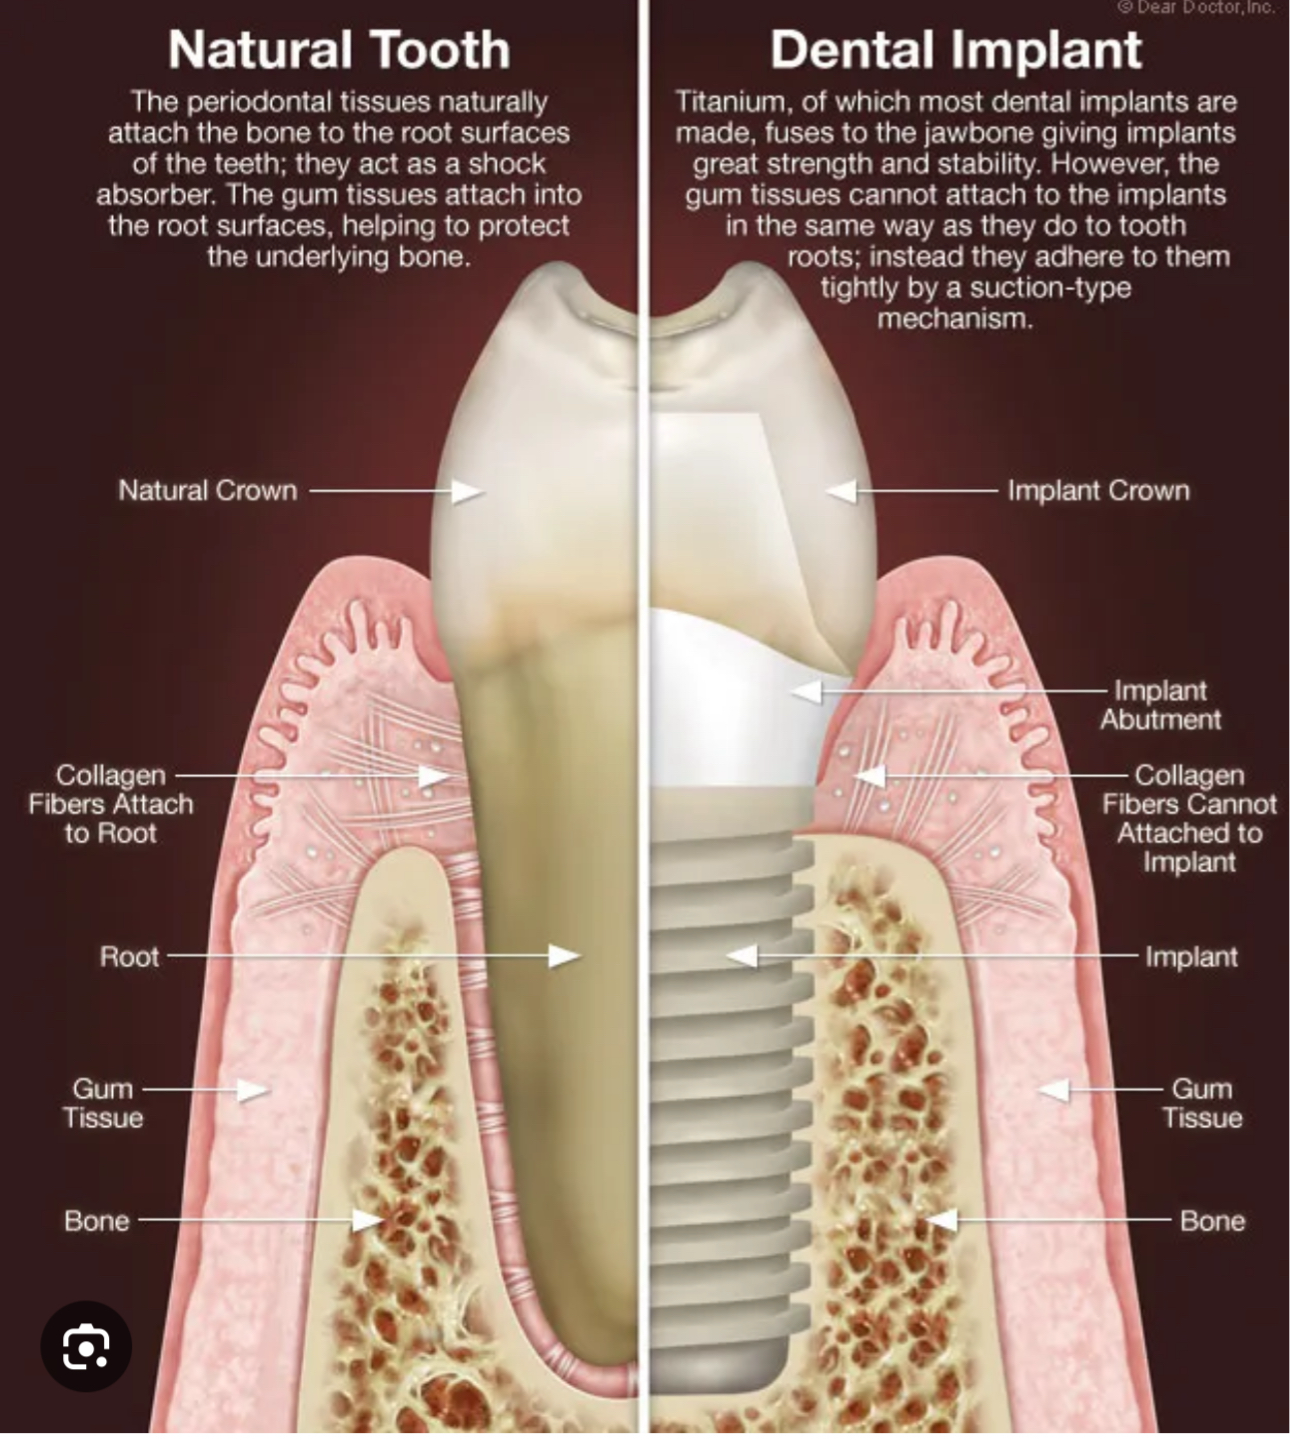 © Dear Doctor, Inc.
Natural Tooth
The periodontal tissues naturally
attach the bone to the root surfaces
of the teeth; they act as a shock
absorber. The gum tissues attach into
the root surfaces, helping to protect
the underlying bone.
Dental Implant
Titanium, of which most dental implants are
made, fuses to the jawbone giving implants
great strength and stability. However, the
gum tissues cannot attach to the implants
in the same way as they do to tooth
roots; instead they adhere to them
tightly by a suction-type
mechanism.
Natural Crown
Collagen
Fibers Attach
to Root
Root
Gum
Tissue
Bone
Implant Crown
Implant
Abutment
Collagen
Fibers Cannot
Attached to
Implant
Implant
Gum
Tissue
Bone